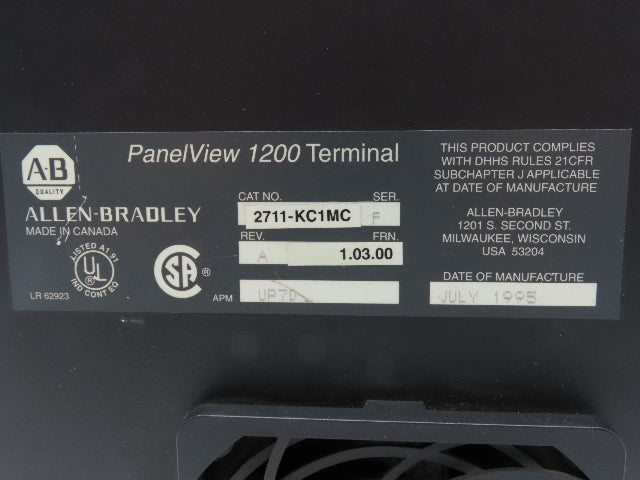 A·B
QUALITY
ALLEN-BRADLEY
MADE IN CANADA
LISTED A196
UL
IND CONT EQ
LR 62923
SA ®
PanelView 1200 Terminal
CAT NO. SER.
2711-KC1MC F
REV. FRN.
A 1.03.00
APM UP7D
THIS PRODUCT COMPLIES
WITH DHHS RULES 21CFR
SUBCHAPTER J APPLICABLE
AT DATE OF MANUFACTURE
ALLEN-BRADLEY
1201 S. SECOND ST.
MILWAUKEE, WISCONSIN
USA 53204
DATE OF MANUFACTURE
JULY 1995